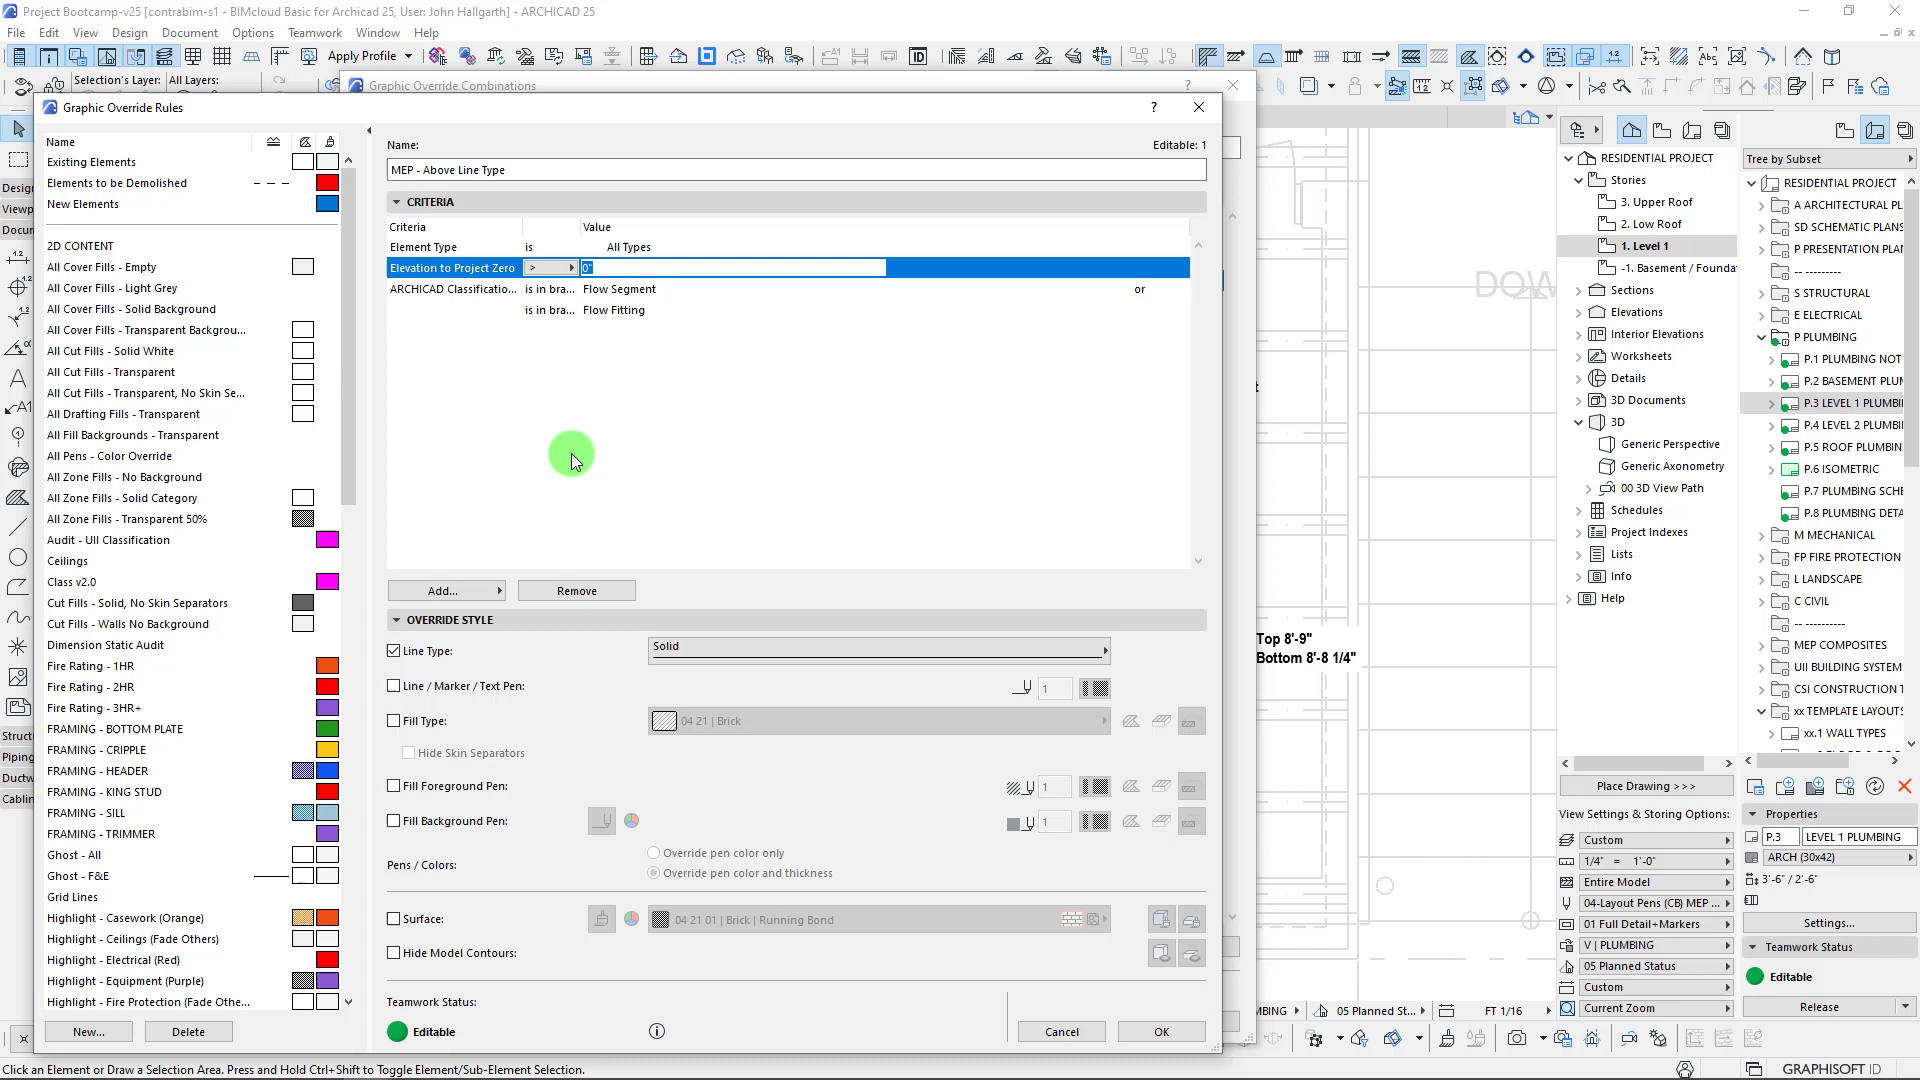 Project Bootcamp-v25 [contrabim-s1 - BIMcloud Basic for Archicad 25, User: John Hallgarth] - ARCHICAD 25
File Edit View Design Document Options Teamwork Window Help
Apply Profile
Selection's Layer: All Layers:
Graphic Override Combinations
Graphic Override Rules
Name
Existing Elements
Elements to be Demolished
New Elements
2D CONTENT
All Cover Fills - Empty
All Cover Fills - Light Grey
All Cover Fills - Solid Background
All Cover Fills - Transparent Backgrou...
All Cut Fills - Solid White
All Cut Fills - Transparent
All Cut Fills - Transparent, No Skin Se...
All Drafting Fills - Transparent
All Fill Backgrounds - Transparent
All Pens - Color Override
All Zone Fills - No Background
All Zone Fills - Solid Category
All Zone Fills - Transparent 50%
Audit - UII Classification
Ceilings
Class v2.0
Cut Fills - Solid, No Skin Separators
Cut Fills - Walls No Background
Dimension Static Audit
Fire Rating - 1HR
Fire Rating - 2HR
Fire Rating - 3HR+
FRAMING - BOTTOM PLATE
FRAMING - CRIPPLE
FRAMING - HEADER
FRAMING - KING STUD
FRAMING - SILL
FRAMING - TRIMMER
Ghost - All
Ghost - F&E
Grid Lines
Highlight - Casework (Orange)
Highlight - Ceilings (Fade Others)
Highlight - Electrical (Red)
Highlight - Equipment (Purple)
Highlight - Fire Protection (Fade Othe...
New... Delete
Name: Editable: 1
MEP - Above Line Type
CRITERIA
Criteria Value
Element Type is All Types
Elevation to Project Zero > 0"
ARCHICAD Classificatio... is in bra... Flow Segment or
is in bra... Flow Fitting
Add... Remove
OVERRIDE STYLE
Line Type: Solid
Line / Marker / Text Pen: 1
Fill Type: 04 21 | Brick
Hide Skin Separators
Fill Foreground Pen: 1
Fill Background Pen: 1
Pens / Colors:
Override pen color only
Override pen color and thickness
Surface: 04 21 01 | Brick | Running Bond
Hide Model Contours:
Teamwork Status:
Editable
Cancel OK
Top 8'-9"
Bottom 8'-8 1/4"
RESIDENTIAL PROJECT
Stories
3. Upper Roof
2. Low Roof
1. Level 1
-1. Basement / Founda
Sections
Elevations
Interior Elevations
Worksheets
Details
3D Documents
3D
Generic Perspective
Generic Axonometry
00 3D View Path
Schedules
Project Indexes
Lists
Info
Help
Place Drawing >>>
View Settings & Storing Options:
Custom
1/4" = 1'-0"
Entire Model
04-Layout Pens (CB) MEP ...
01 Full Detail+Markers
V | PLUMBING
05 Planned Status
Custom
Current Zoom
Tree by Subset
RESIDENTIAL PROJECT
A ARCHITECTURAL PL
SD SCHEMATIC PLANS
P PRESENTATION PLAN
-- ---------
S STRUCTURAL
E ELECTRICAL
P PLUMBING
P.1 PLUMBING NOT
P.2 BASEMENT PLUM
P.3 LEVEL 1 PLUMBI
P.4 LEVEL 2 PLUMBI
P.5 ROOF PLUMBIN
P.6 ISOMETRIC
P.7 PLUMBING SCHE
P.8 PLUMBING DETA
M MECHANICAL
FP FIRE PROTECTION
L LANDSCAPE
C CIVIL
-- ----------
MEP COMPOSITES
UII BUILDING SYSTEM
CSI CONSTRUCTION T
xx TEMPLATE LAYOUTS
xx.1 WALL TYPES
Properties
P.3 LEVEL 1 PLUMBING
ARCH (30x42)
3'-6" / 2'-6"
Settings...
Teamwork Status
Editable
Release
MBING 05 Planned St... FT 1/16
Click an Element or Draw a Selection Area. Press and Hold Ctrl+Shift to Toggle Element/Sub-Element Selection.
GRAPHISOFT ID